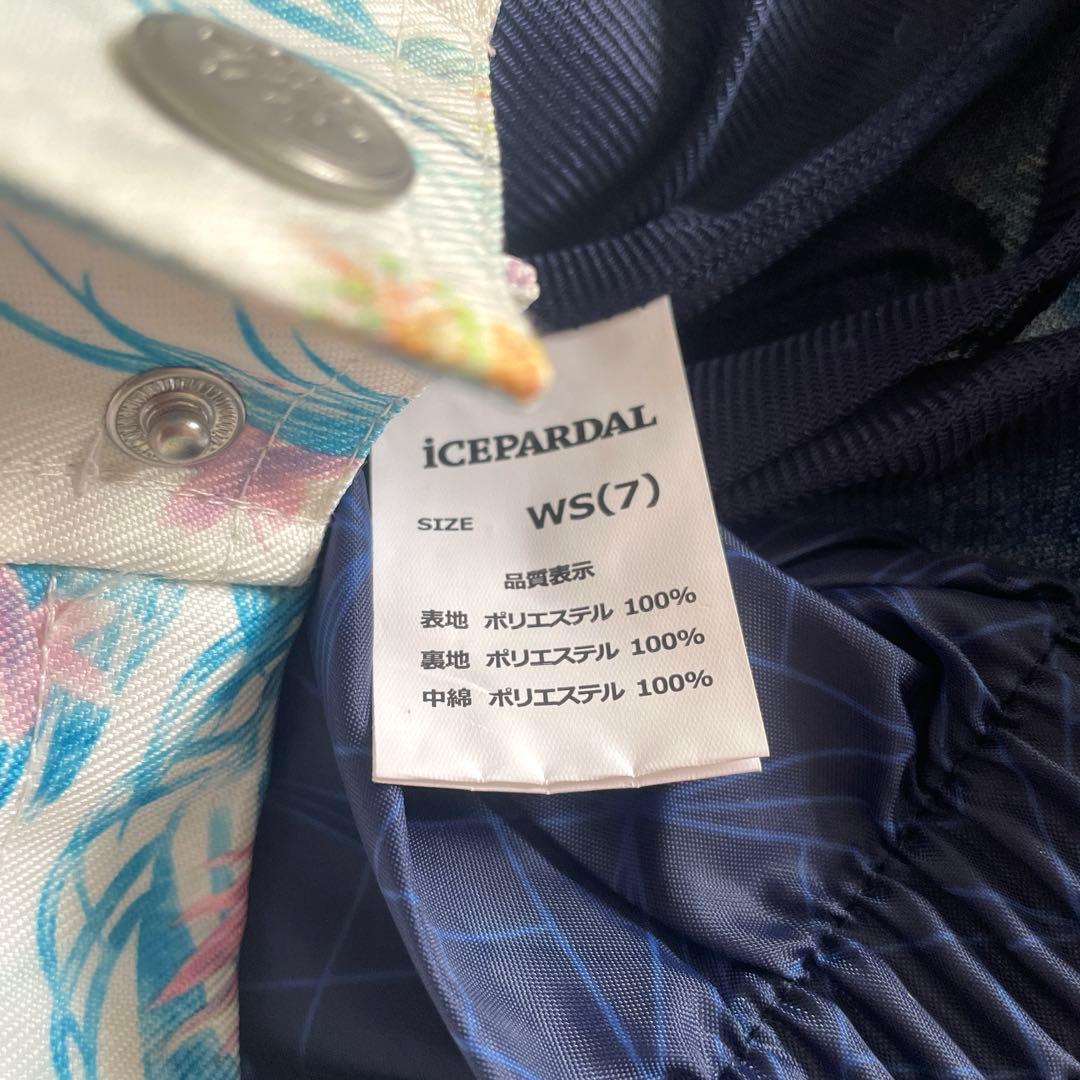 iCEPARDAL
SIZE WS(7)
品質表示
表地 ポリエステル 100%
裏地 ポリエステル 100%
中綿 ポリエステル 100%